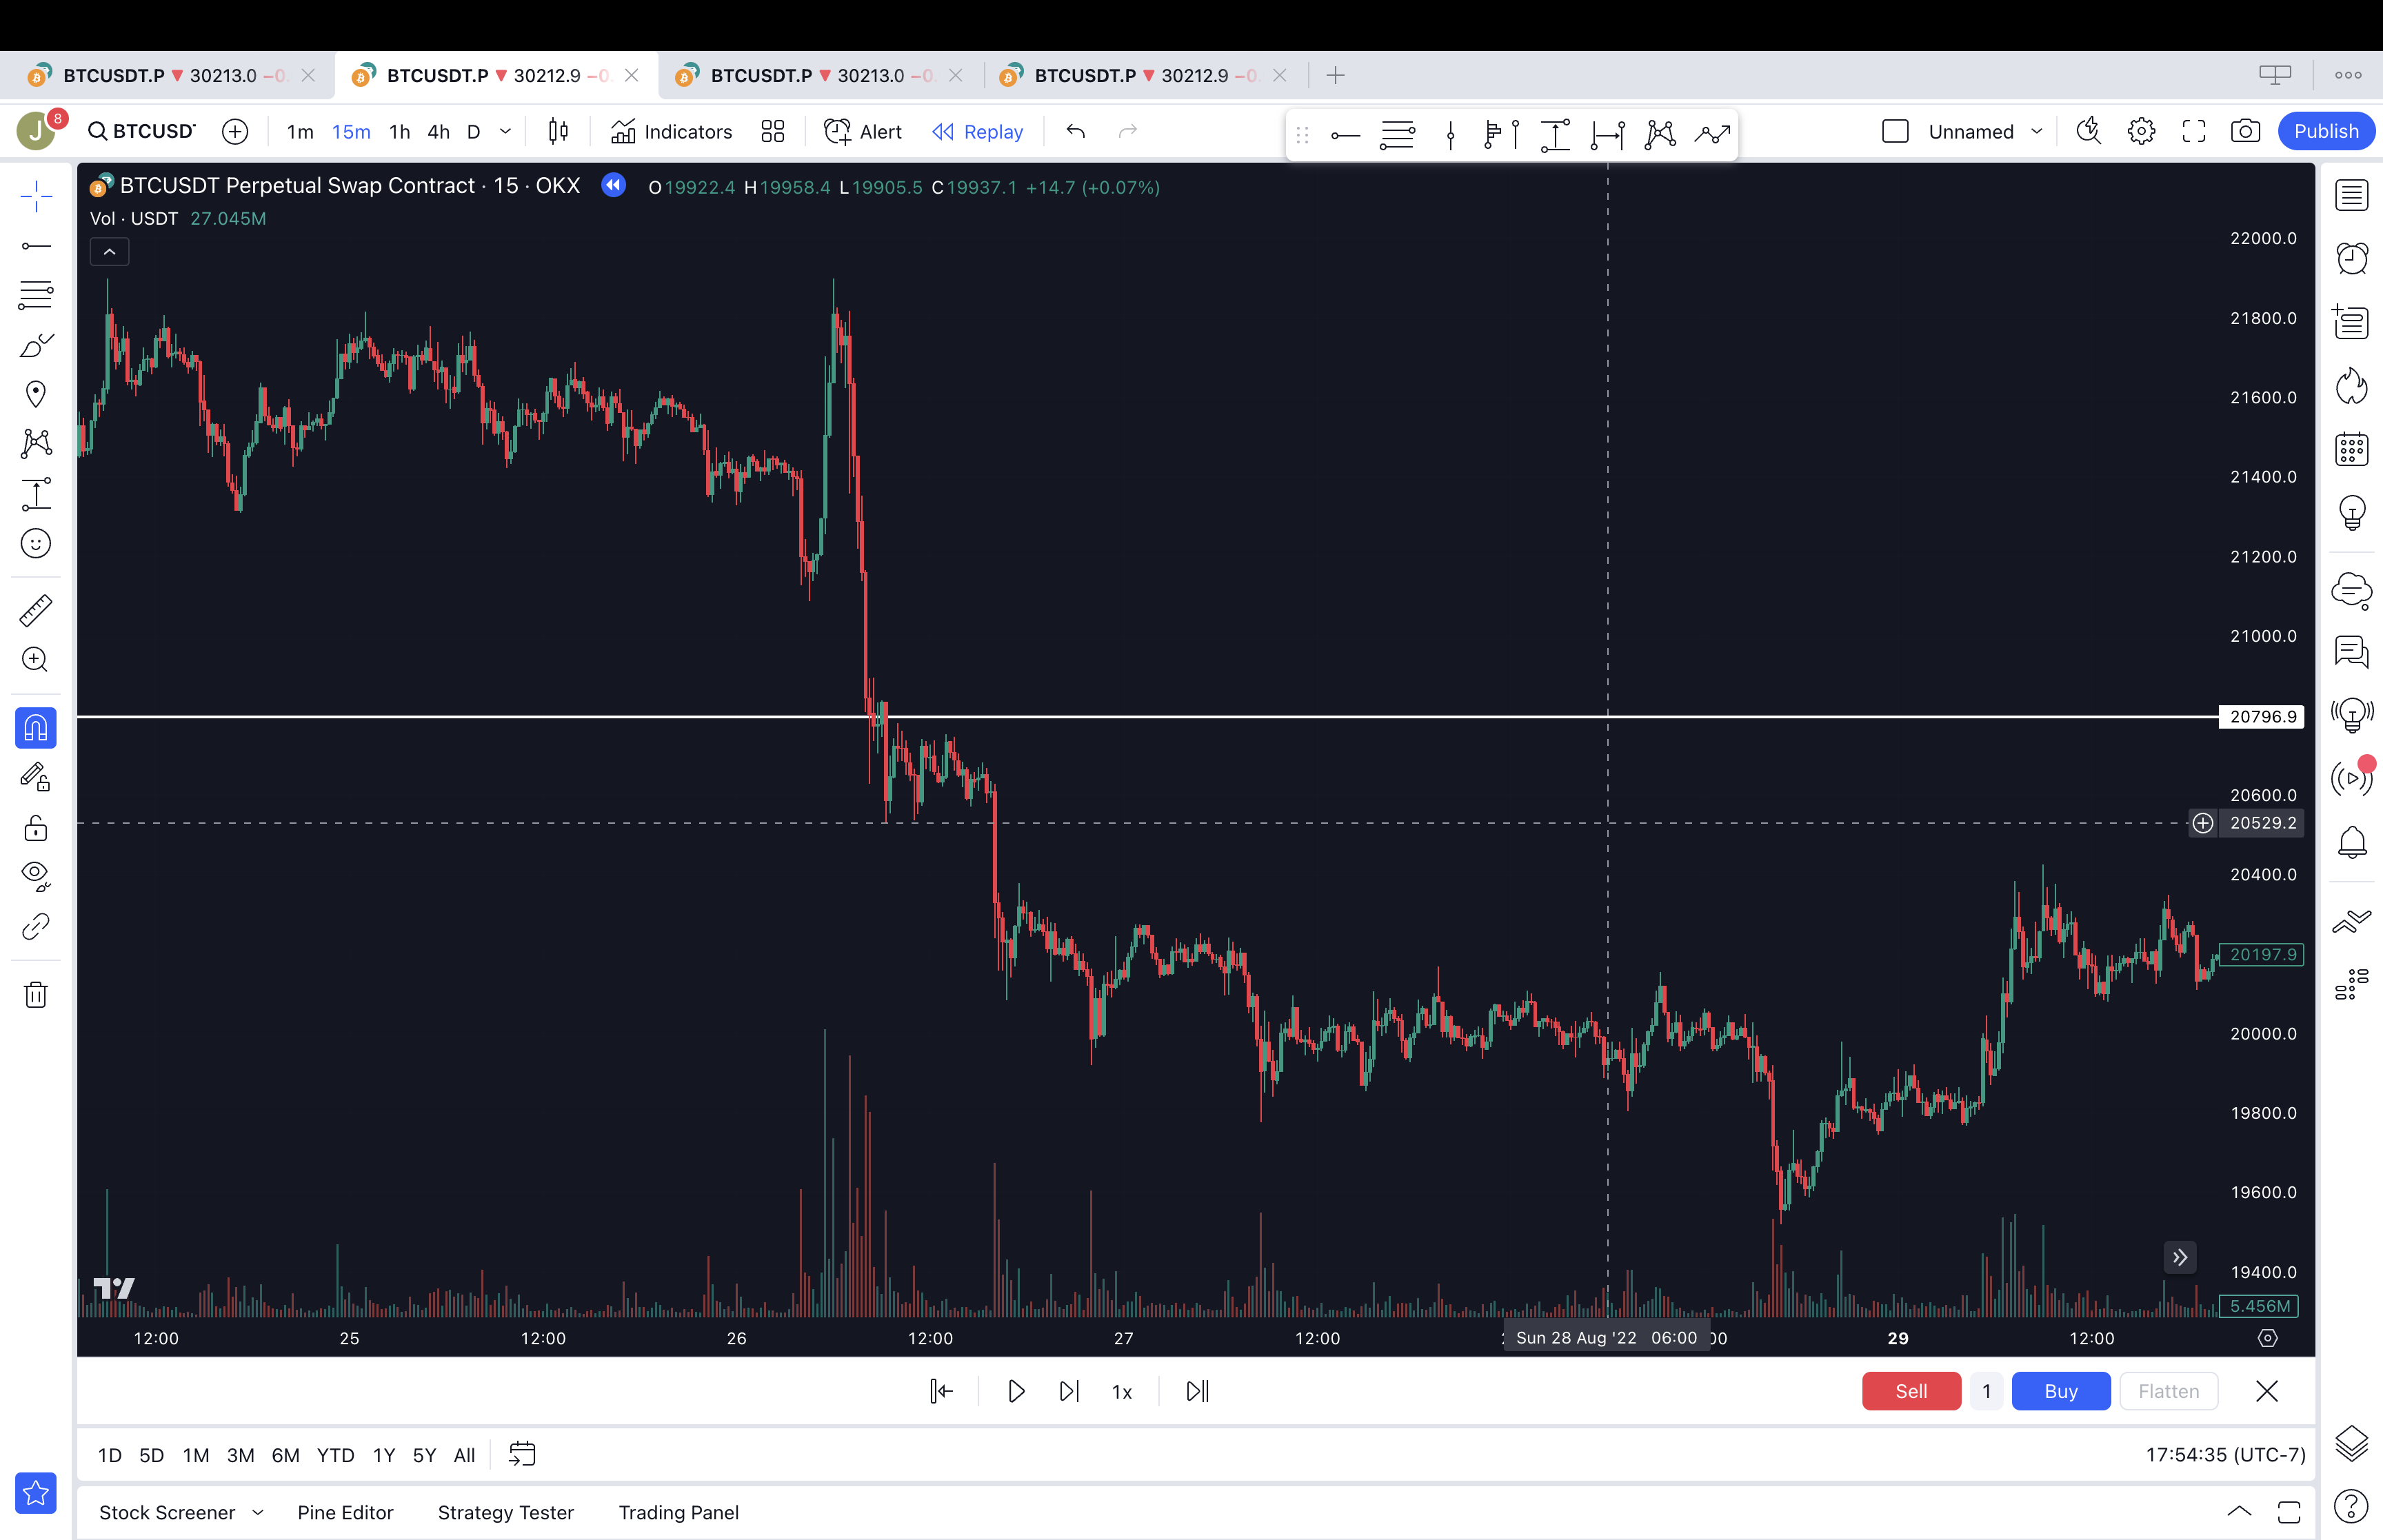 BTCUSDT.P 30213.0 −0. BTCUSDT.P 30212.9 −0. BTCUSDT.P 30213.0 −0. BTCUSDT.P 30212.9 −0.
J 8 BTCUSD 1m 15m 1h 4h D Indicators Alert Replay Unnamed Publish
BTCUSDT Perpetual Swap Contract · 15 · OKX O19922.4 H19958.4 L19905.5 C19937.1 +14.7 (+0.07%)
Vol · USDT 27.045M
22000.0
21800.0
21600.0
21400.0
21200.0
21000.0
20796.9
20600.0
20529.2
20400.0
20197.9
20000.0
19800.0
19600.0
19400.0
5.456M
12:00 25 12:00 26 12:00 27 12:00 Sun 28 Aug '22 06:00 00 29 12:00
1x Sell 1 Buy Flatten
1D 5D 1M 3M 6M YTD 1Y 5Y All 17:54:35 (UTC-7)
Stock Screener Pine Editor Strategy Tester Trading Panel